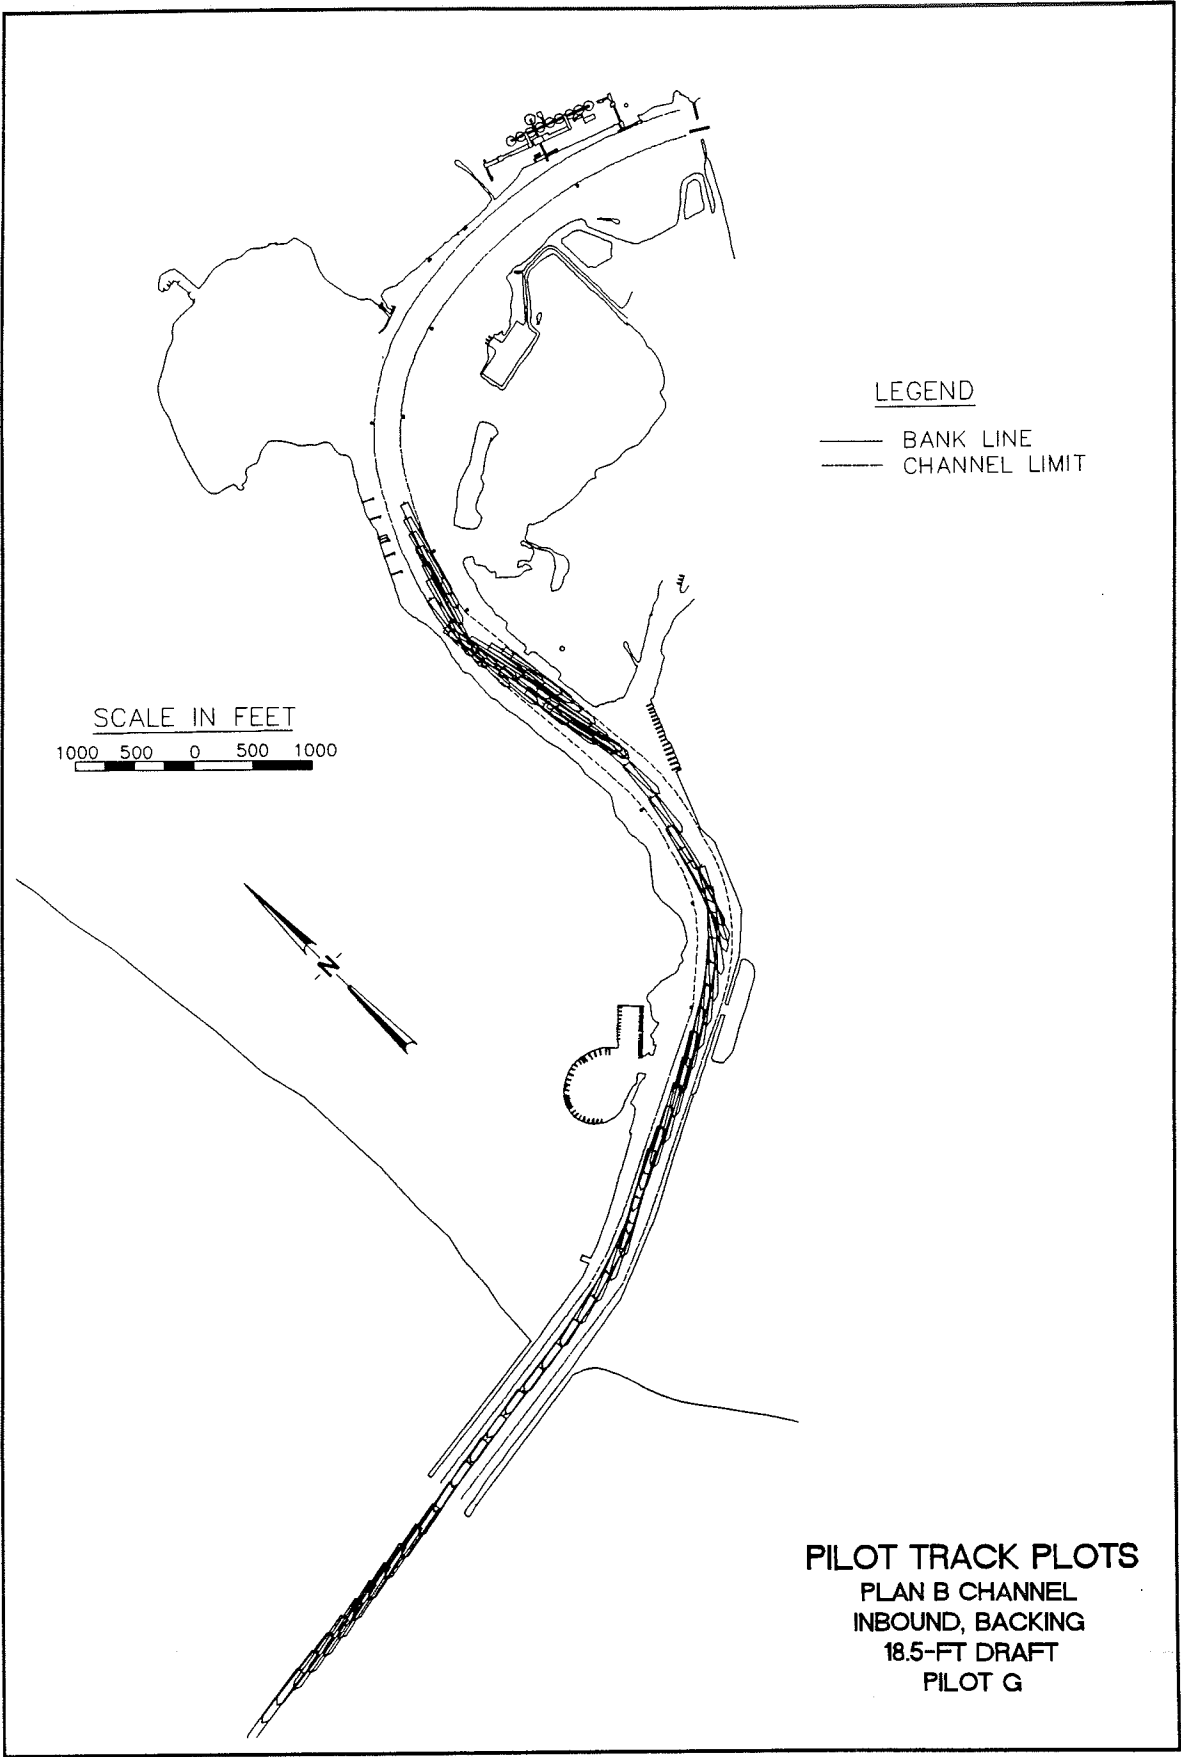 LEGEND
BANK LINE
CHANNEL LIMIT
SCALE IN FEET
1000 500 0 500 1000
N
PILOT TRACK PLOTS
PLAN B CHANNEL
INBOUND, BACKING
18.5-FT DRAFT
PILOT G